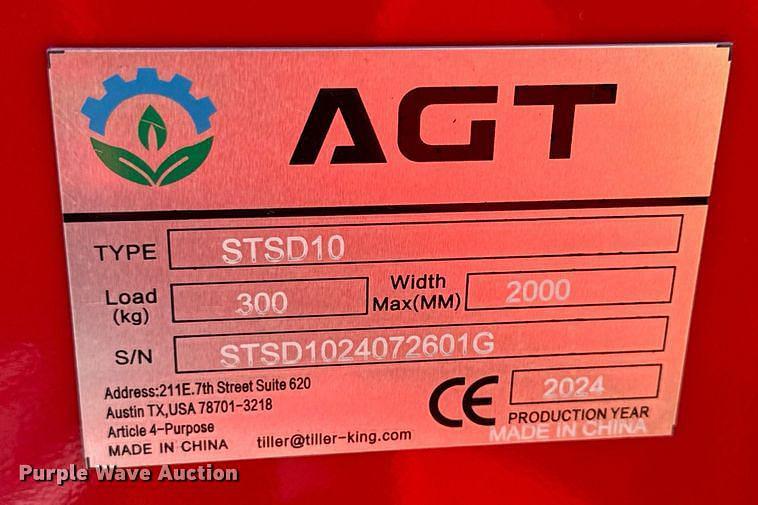 AGT
TYPE STSD10
Load (kg) 300 Width Max(MM) 2000
S/N STSD1024072601G
Address:211E.7th Street Suite 620
Austin TX,USA 78701-3218
Article 4-Purpose
MADE IN CHINA tiller@tiller-king.com
CE 2024
PRODUCTION YEAR
MADE IN CHINA
Purple Wave Auction